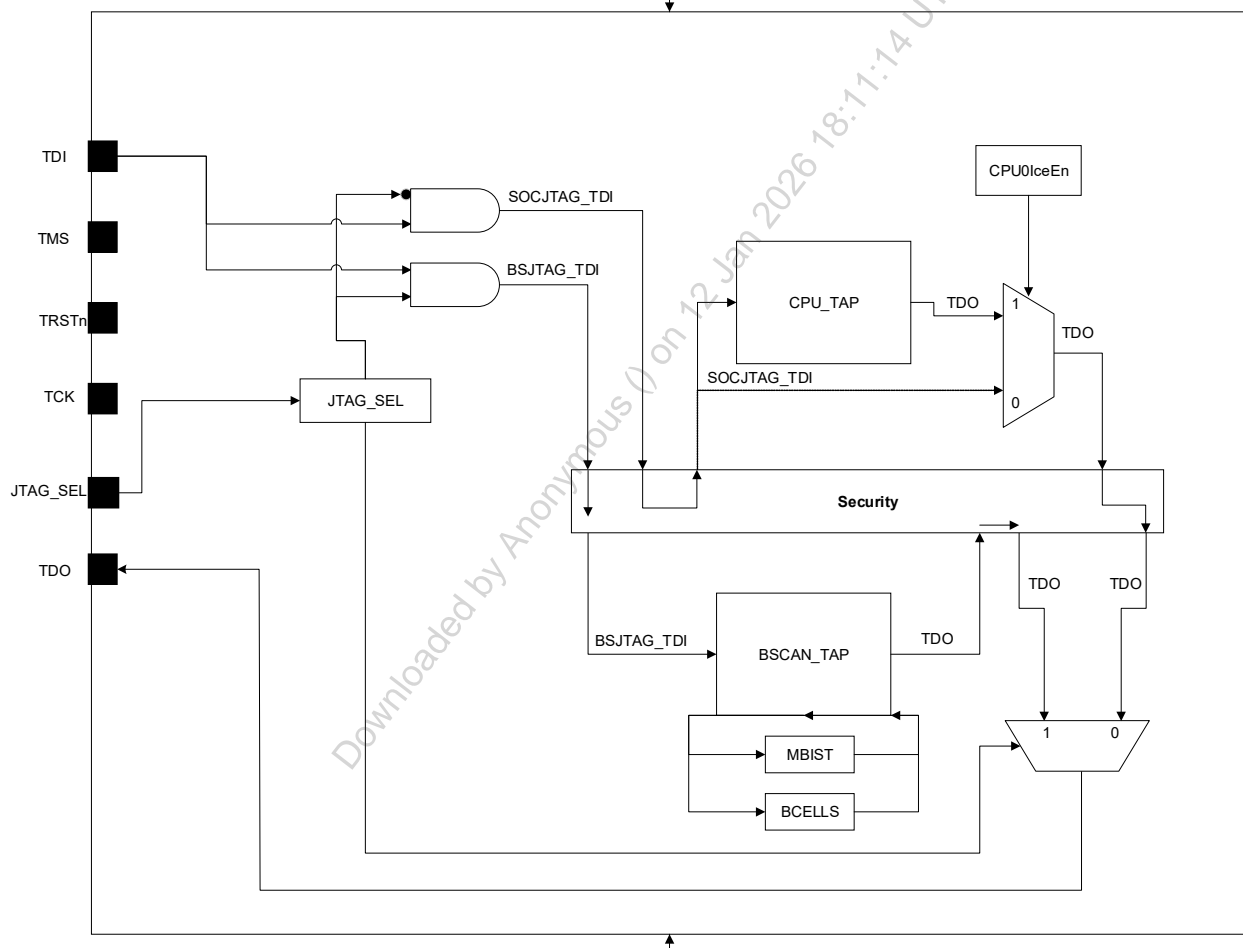 Downloaded by Anonymous () on 12 Jan 2026 18:11:14
TDI
TMS
TRSTn
TCK
JTAG_SEL
TDO
SOCJTAG_TDI
BSJTAG_TDI
JTAG_SEL
CPU0IceEn
CPU_TAP
TDO
1
TDO
SOCJTAG_TDI
0
Security
TDO
TDO
BSJTAG_TDI
BSCAN_TAP
TDO
1
0
MBIST
BCELLS